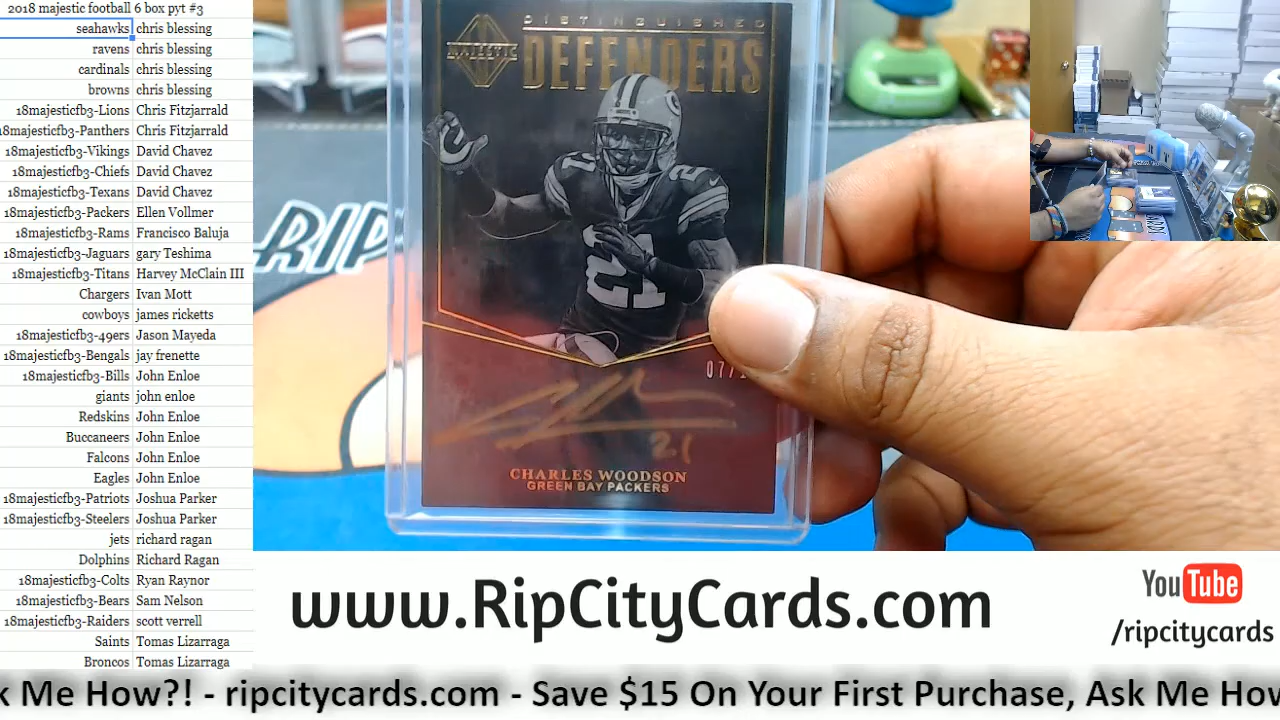 2018 majestic football 6 box pyt #3
seahawks chris blessing
ravens chris blessing
cardinals chris blessing
browns chris blessing
18majesticfb3-Lions Chris Fitzjarrald
18majesticfb3-Panthers Chris Fitzjarrald
18majesticfb3-Vikings David Chavez
18majesticfb3-Chiefs David Chavez
18majesticfb3-Texans David Chavez
18majesticfb3-Packers Ellen Vollmer
18majesticfb3-Rams Francisco Baluja
18majesticfb3-Jaguars gary Teshima
18majesticfb3-Titans Harvey McClain III
Chargers Ivan Mott
cowboys james ricketts
18majesticfb3-49ers Jason Mayeda
18majesticfb3-Bengals jay frenette
18majesticfb3-Bills John Enloe
giants john enloe
Redskins John Enloe
Buccaneers John Enloe
Falcons John Enloe
Eagles John Enloe
18majesticfb3-Patriots Joshua Parker
18majesticfb3-Steelers Joshua Parker
jets richard ragan
Dolphins Richard Ragan
18majesticfb3-Colts Ryan Raynor
18majesticfb3-Bears Sam Nelson
18majesticfb3-Raiders scott verrell
Saints Tomas Lizarraga
Broncos Tomas Lizarraga
DISTINGUISHED
MAJESTIC DEFENDERS
21
21
RIP
07/
21
CHARLES WOODSON
GREEN BAY PACKERS
www.RipCityCards.com
YouTube
/ripcitycards
k Me How?! - ripcitycards.com - Save $15 On Your First Purchase, Ask Me How